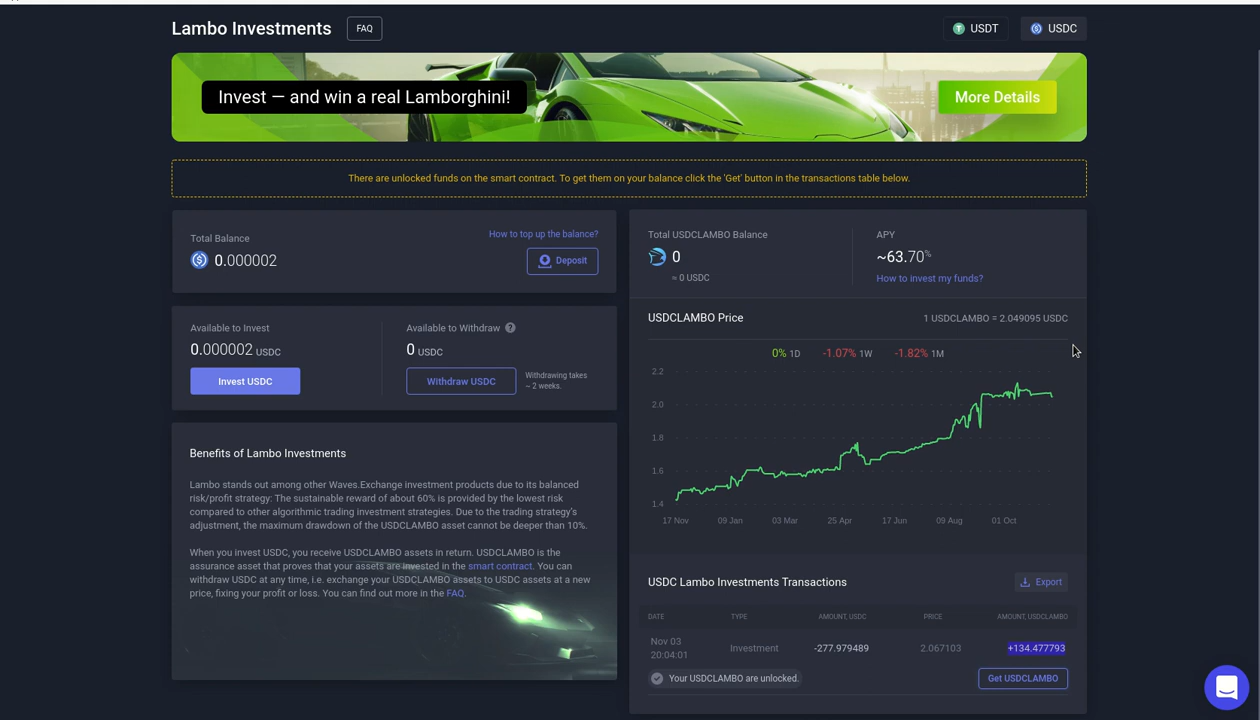 Lambo Investments
FAQ
USDT
USDC
Invest — and win a real Lamborghini!
More Details
There are unlocked funds on the smart contract. To get them on your balance click the 'Get' button in the transactions table below.
Total Balance
How to top up the balance?
0.000002
Deposit
Available to Invest
0.000002 USDC
Invest USDC
Available to Withdraw ?
0 USDC
Withdraw USDC
Withdrawing takes
~ 2 weeks.
Benefits of Lambo Investments
Lambo stands out among other Waves.Exchange investment products due to its balanced
risk/profit strategy: The sustainable reward of about 60% is provided by the lowest risk
compared to other algorithmic trading investment strategies. Due to the trading strategy's
adjustment, the maximum drawdown of the USDCLAMBO asset cannot be deeper than 10%.
When you invest USDC, you receive USDCLAMBO assets in return. USDCLAMBO is the
assurance asset that proves that your assets are invested in the smart contract. You can
withdraw USDC at any time, i.e. exchange your USDCLAMBO assets to USDC assets at a new
price, fixing your profit or loss. You can find out more in the FAQ.
Total USDCLAMBO Balance
0
≈ 0 USDC
APY
~63.70%
How to invest my funds?
USDCLAMBO Price
1 USDCLAMBO = 2.049095 USDC
0% 1D
-1.07% 1W
-1.82% 1M
2.2
2.0
1.8
1.6
1.4
17 Nov
09 Jan
03 Mar
25 Apr
17 Jun
09 Aug
01 Oct
USDC Lambo Investments Transactions
Export
DATE
TYPE
AMOUNT, USDC
PRICE
AMOUNT, USDCLAMBO
Nov 03
20:04:01
Investment
-277.979489
2.067103
+134.477793
Your USDCLAMBO are unlocked.
Get USDCLAMBO